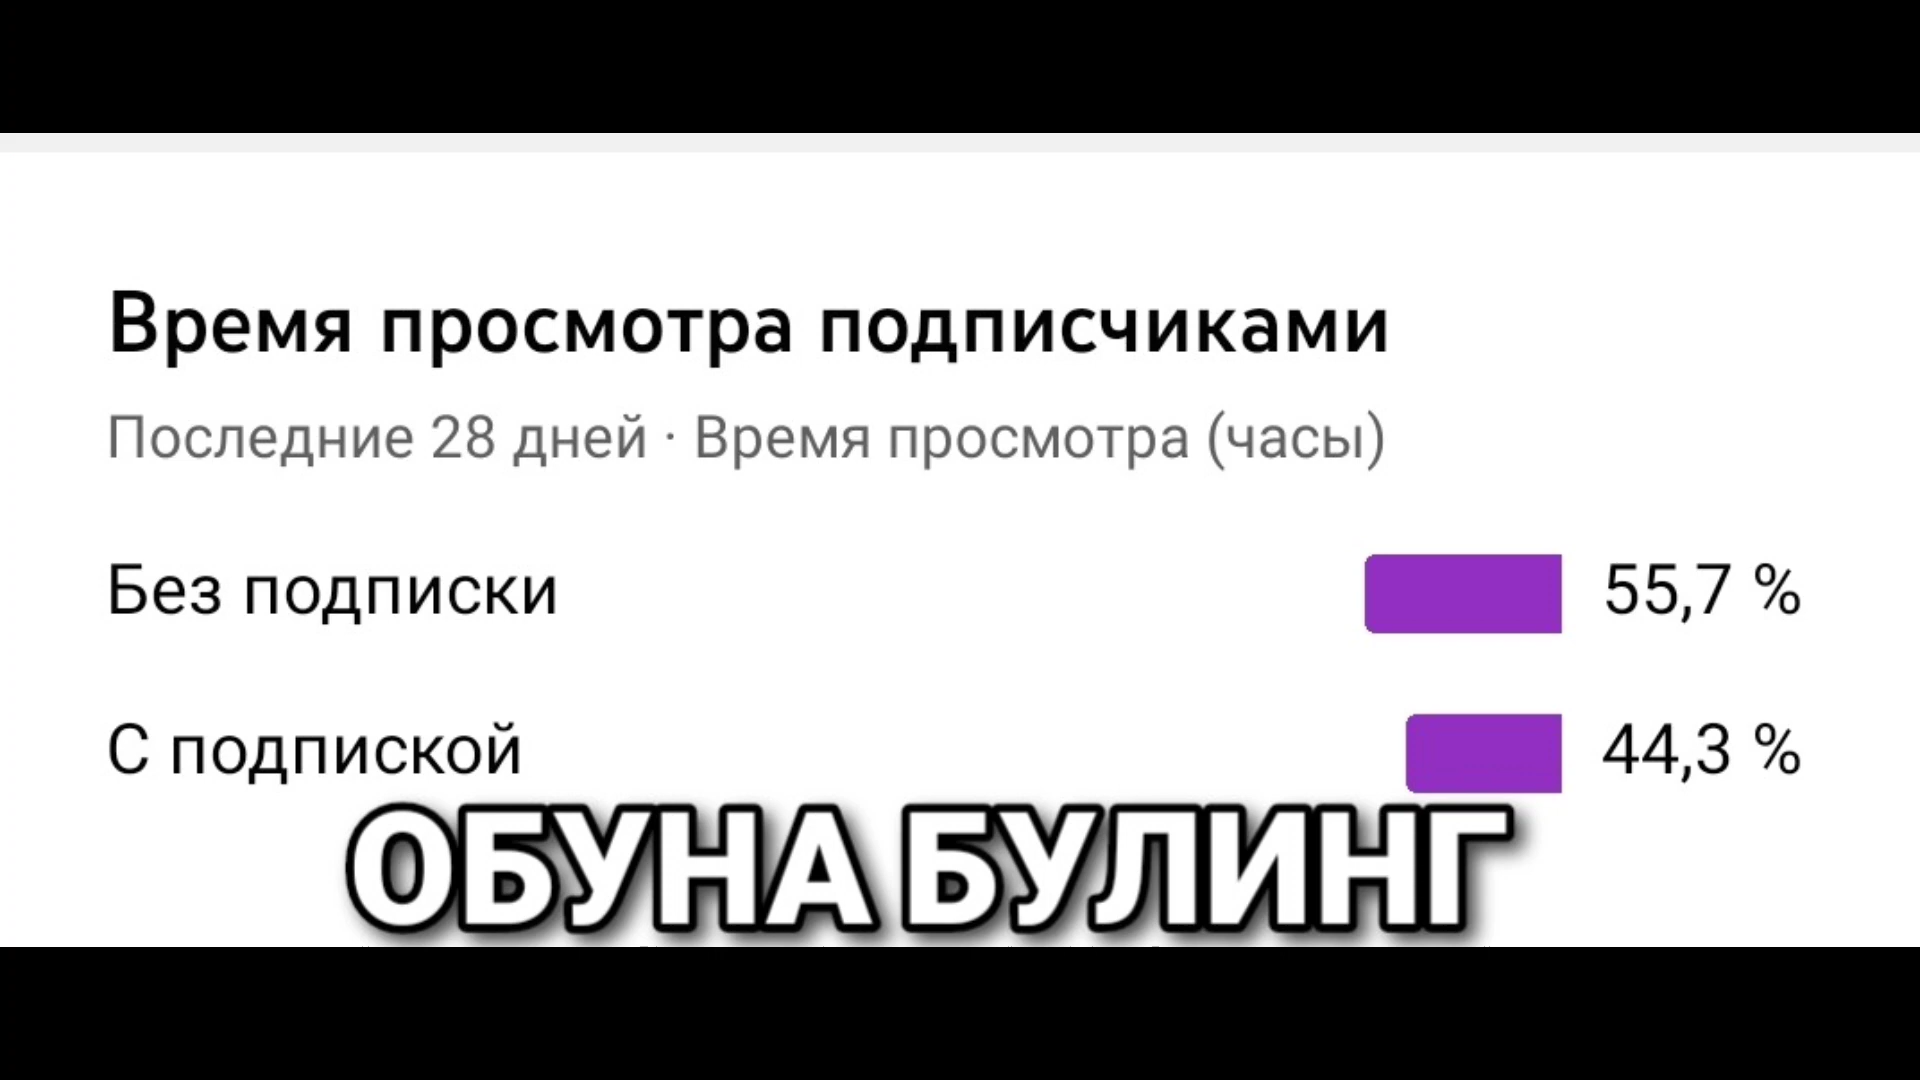 Время просмотра подписчиками
Последние 28 дней · Время просмотра (часы)
Без подписки 55,7 %
С подпиской 44,3 %
ОБУНА БУЛИНГ